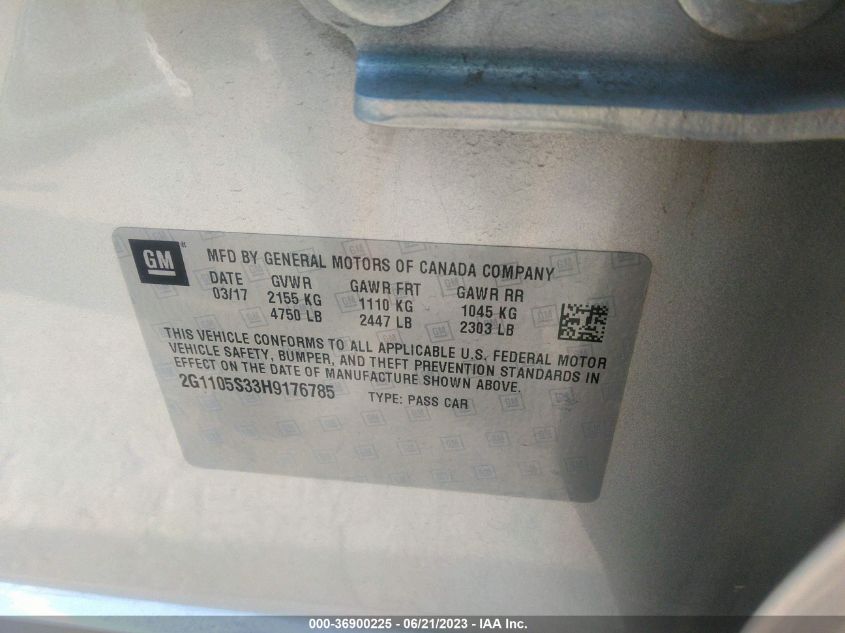 GM
MFD BY GENERAL MOTORS OF CANADA COMPANY
DATE GVWR GAWR FRT GAWR RR
03/17 2155 KG 1110 KG 1045 KG
4750 LB 2447 LB 2303 LB
THIS VEHICLE CONFORMS TO ALL APPLICABLE U.S. FEDERAL MOTOR
VEHICLE SAFETY, BUMPER, AND THEFT PREVENTION STANDARDS IN
EFFECT ON THE DATE OF MANUFACTURE SHOWN ABOVE.
2G1105S33H9176785 TYPE: PASS CAR
000-36900225 - 06/21/2023 - IAA Inc.